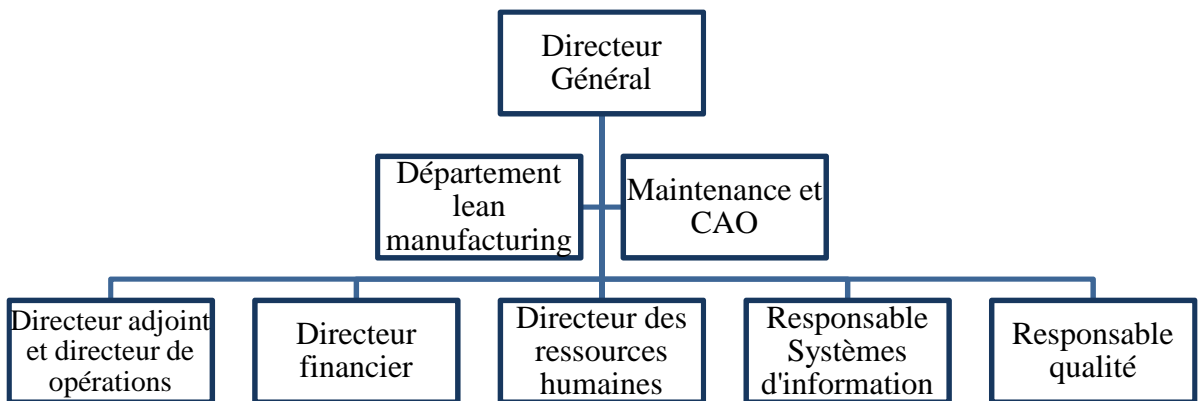 Directeur
Général
Département
lean
manufacturing
Maintenance et
CAO
Directeur adjoint
et directeur de
opérations
Directeur
financier
Directeur des
ressources
humaines
Responsable
Systèmes
d'information
Responsable
qualité